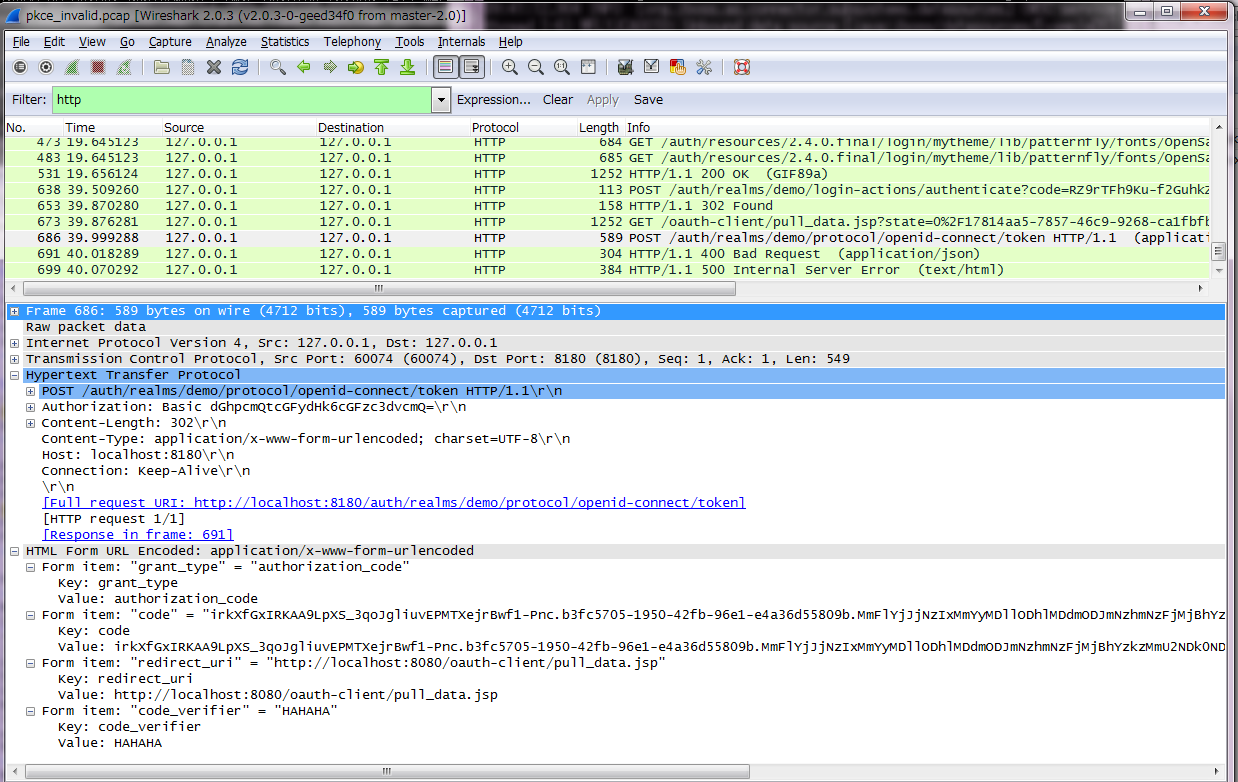 pkce_invalid.pcap [Wireshark 2.0.3 (v2.0.3-0-geed34f0 from master-2.0)]
File Edit View Go Capture Analyze Statistics Telephony Tools Internals Help
Filter: http Expression... Clear Apply Save
No. Time Source Destination Protocol Length Info
473 19.645123 127.0.0.1 127.0.0.1 HTTP 684 GET /auth/resources/2.4.0.final/login/mytheme/lib/patternfly/fonts/OpenSa
483 19.645123 127.0.0.1 127.0.0.1 HTTP 685 GET /auth/resources/2.4.0.final/login/mytheme/lib/patternfly/fonts/OpenSa
531 19.656124 127.0.0.1 127.0.0.1 HTTP 1252 HTTP/1.1 200 OK (GIF89a)
638 39.509260 127.0.0.1 127.0.0.1 HTTP 113 POST /auth/realms/demo/login-actions/authenticate?code=RZ9rTFh9Ku-f2Guhkz
653 39.870280 127.0.0.1 127.0.0.1 HTTP 158 HTTP/1.1 302 Found
673 39.876281 127.0.0.1 127.0.0.1 HTTP 1252 GET /oauth-client/pull_data.jsp?state=0%2F17814aa5-7857-46c9-9268-ca1fbfb
686 39.999288 127.0.0.1 127.0.0.1 HTTP 589 POST /auth/realms/demo/protocol/openid-connect/token HTTP/1.1 (applicati
691 40.018289 127.0.0.1 127.0.0.1 HTTP 304 HTTP/1.1 400 Bad Request (application/json)
699 40.070292 127.0.0.1 127.0.0.1 HTTP 384 HTTP/1.1 500 Internal Server Error (text/html)
Frame 686: 589 bytes on wire (4712 bits), 589 bytes captured (4712 bits)
Raw packet data
Internet Protocol Version 4, Src: 127.0.0.1, Dst: 127.0.0.1
Transmission Control Protocol, Src Port: 60074 (60074), Dst Port: 8180 (8180), Seq: 1, Ack: 1, Len: 549
Hypertext Transfer Protocol
POST /auth/realms/demo/protocol/openid-connect/token HTTP/1.1\r\n
Authorization: Basic dGhpcmQtcGFydHk6cGFzc3dvcmQ=\r\n
Content-Length: 302\r\n
Content-Type: application/x-www-form-urlencoded; charset=UTF-8\r\n
Host: localhost:8180\r\n
Connection: Keep-Alive\r\n
\r\n
[Full request URI: http://localhost:8180/auth/realms/demo/protocol/openid-connect/token]
[HTTP request 1/1]
[Response in frame: 691]
HTML Form URL Encoded: application/x-www-form-urlencoded
Form item: "grant_type" = "authorization_code"
Key: grant_type
Value: authorization_code
Form item: "code" = "irkXfGxIRKAA9LpXS_3qoJgliuvEPMTXejrBwf1-Pnc.b3fc5705-1950-42fb-96e1-e4a36d55809b.MmFlYjJjNzIxMmYyMDllODhlMDdmODJmNzhmNzFjMjBhYz
Key: code
Value: irkXfGxIRKAA9LpXS_3qoJgliuvEPMTXejrBwf1-Pnc.b3fc5705-1950-42fb-96e1-e4a36d55809b.MmFlYjJjNzIxMmYyMDllODhlMDdmODJmNzhmNzFjMjBhYzkzMmU2NDk0ND
Form item: "redirect_uri" = "http://localhost:8080/oauth-client/pull_data.jsp"
Key: redirect_uri
Value: http://localhost:8080/oauth-client/pull_data.jsp
Form item: "code_verifier" = "HAHAHA"
Key: code_verifier
Value: HAHAHA